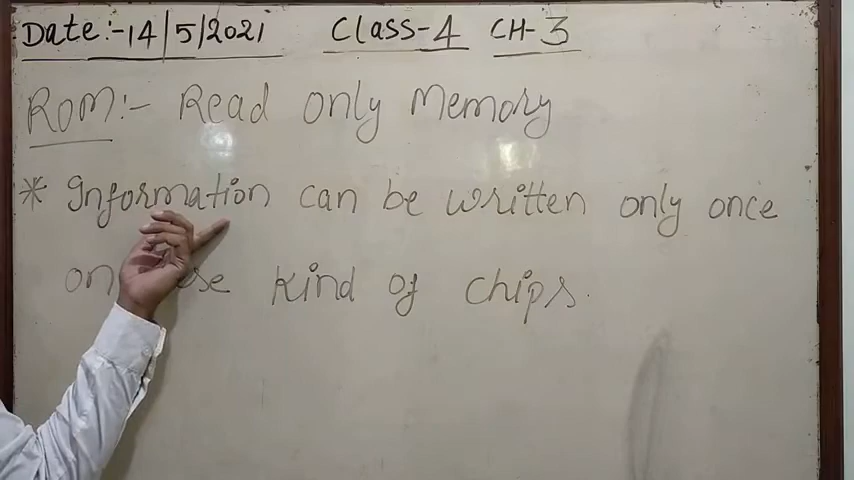 Date:-14/5/2021 Class-4 CH-3
ROM:- Read only Memory
* Information can be written only once
on kind of chips.